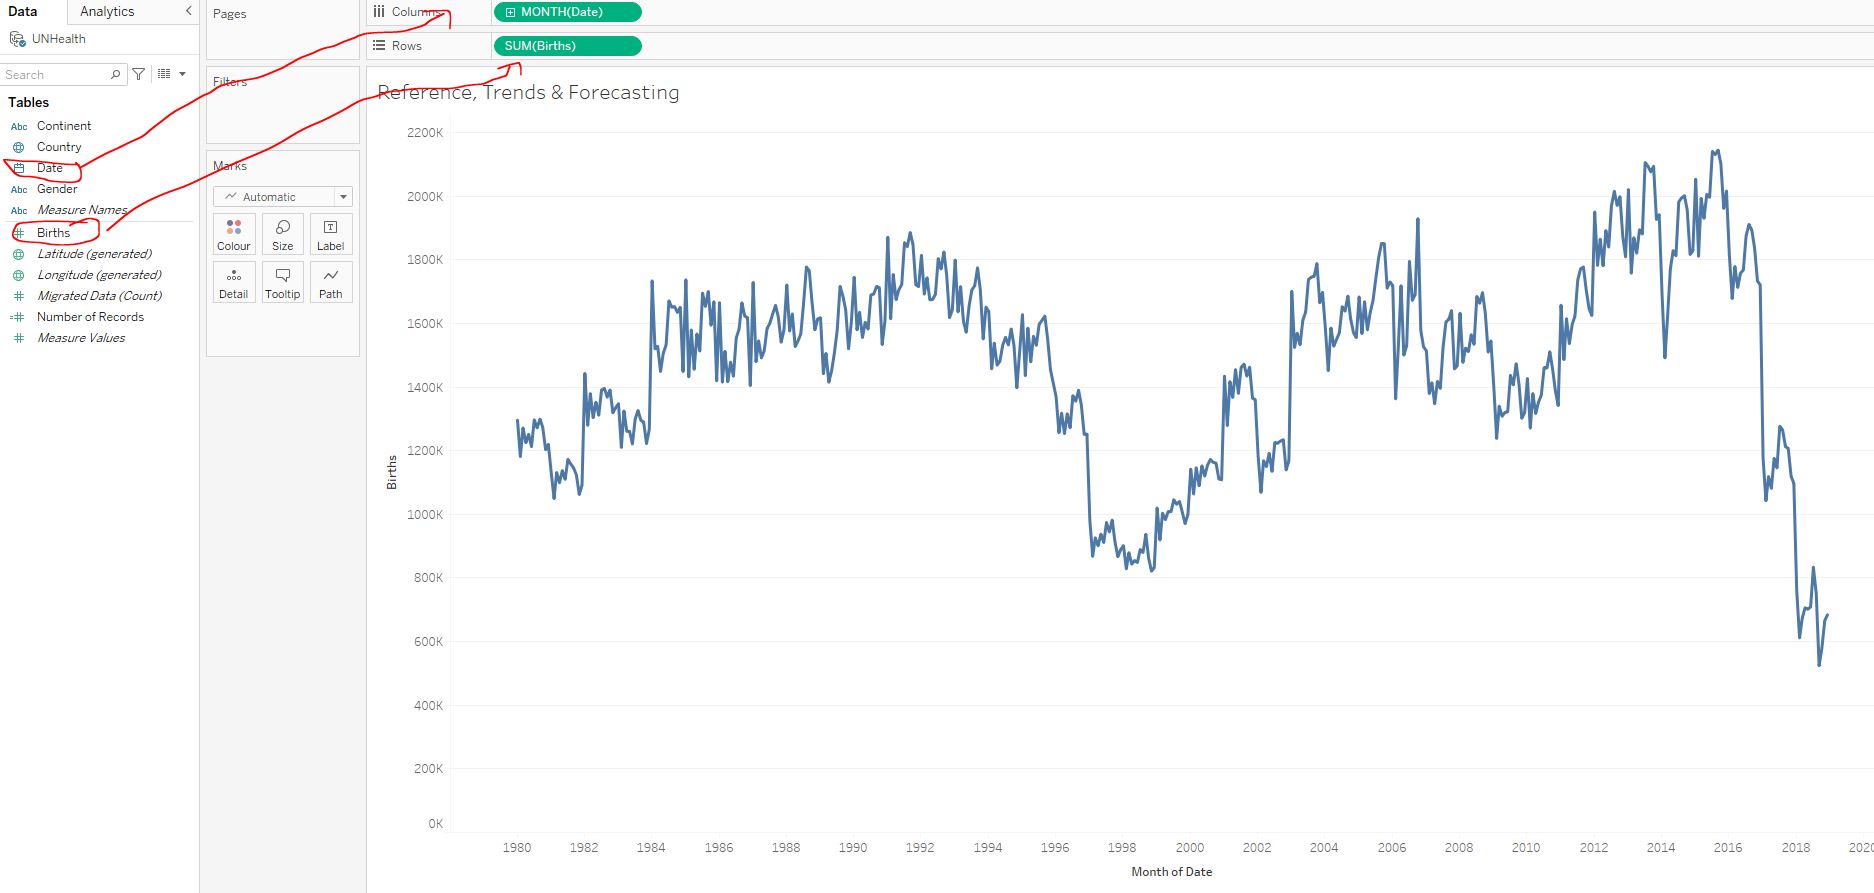 Data Analytics
UNHealth
Search
Tables
Abc Continent
Country
Date
Abc Gender
Abc Measure Names
Births
Latitude (generated)
Longitude (generated)
Migrated Data (Count)
Number of Records
Measure Values
Pages
Filters
Marks
Automatic
Colour Size Label
Detail Tooltip Path
Columns MONTH(Date)
Rows SUM(Births)
Reference, Trends & Forecasting
2200K
2000K
1800K
1600K
1400K
1200K
1000K
800K
600K
400K
200K
0K
Births
1980 1982 1984 1986 1988 1990 1992 1994 1996 1998 2000 2002 2004 2006 2008 2010 2012 2014 2016 2018 2020
Month of Date